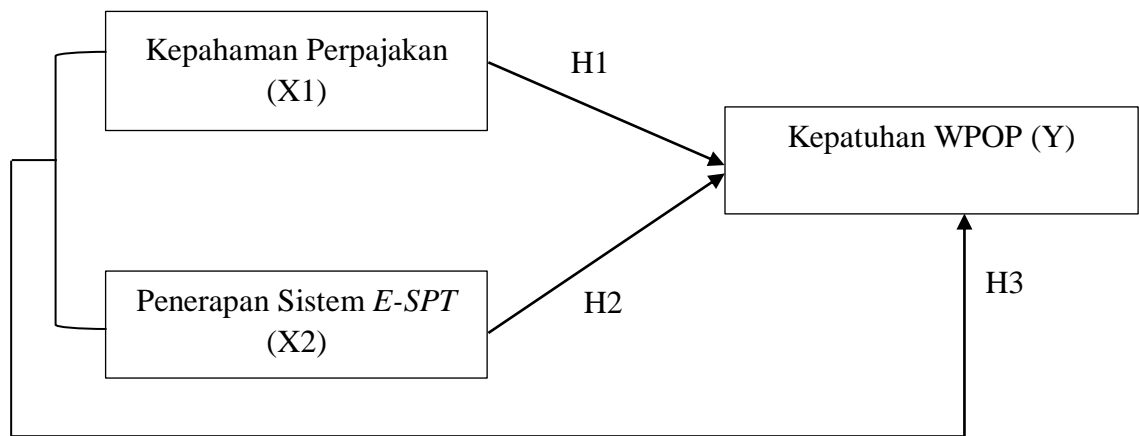 Kepahaman Perpajakan
(X1)
H1
Kepatuhan WPOP (Y)
Penerapan Sistem E-SPT
(X2)
H2
H3